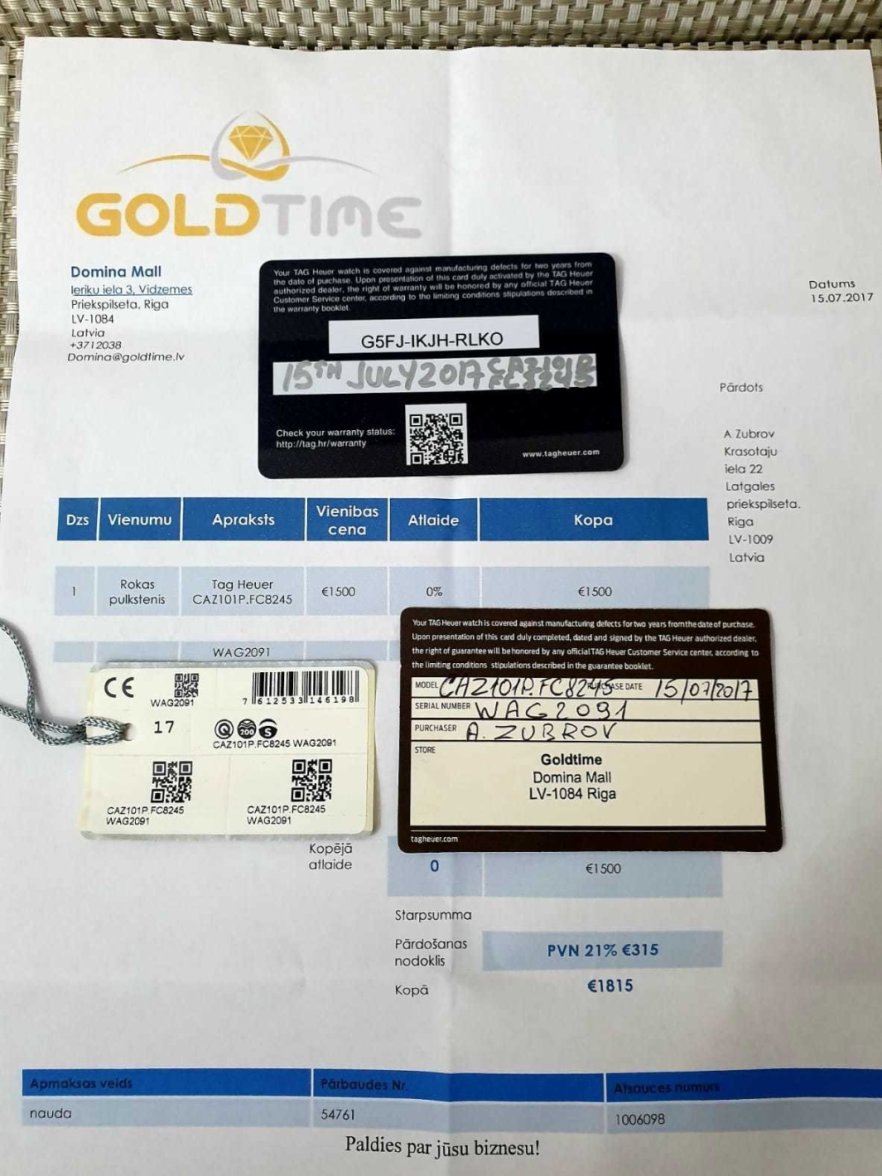 GOLDTIME
Domina Mall
Ieriku iela 3, Vidzemes
Priekspilseta, Riga
LV-1084
Latvia
+3712038
Domina@goldtime.lv
Datums
15.07.2017
Your TAG Heuer watch is covered against manufacturing defects for two years from
the date of purchase. Upon presentation of this card duly activated by the TAG Heuer
authorized dealer, the right of warranty will be honored by any official TAG Heuer
Customer Service center, according to the limiting conditions stipulations described in
the warranty booklet.
G5FJ-IKJH-RLKO
15TH JULY 2017 CAZ101P
FC8245
Check your warranty status:
http://tag.hr/warranty
www.tagheuer.com
Pārdots
A Zubrov
Krasotaju
iela 22
Latgales
priekspilseta.
Riga
LV-1009
Latvia
Dzs Vienumu Apraksts Vienibas cena Atlaide Kopa
1 Rokas pulkstenis Tag Heuer CAZ101P.FC8245 €1500 0% €1500
WAG2091
CE
WAG2091
7 612533 146198
17
Q 200 S
CAZ101P.FC8245 WAG2091
CAZ101P.FC8245
WAG2091
CAZ101P.FC8245
WAG2091
Your TAG Heuer watch is covered against manufacturing defects for two years from the date of purchase.
Upon presentation of this card duly completed, dated and signed by the TAG Heuer authorized dealer,
the right of guarantee will be honored by any official TAG Heuer Customer Service center, according to
the limiting conditions stipulations described in the guarantee booklet.
MODEL CAZ101P.FC8245 PURCHASE DATE 15/07/2017
SERIAL NUMBER WAG2091
PURCHASER A. ZUBROV
STORE
Goldtime
Domina Mall
LV-1084 Riga
tagheuer.com
Kopējā atlaide 0 €1500
Starpsumma
Pārdošanas nodoklis PVN 21% €315
Kopā €1815
Apmaksas veids Pārbaudes Nr. Atsauces numurs
nauda 54761 1006098
Paldies par jūsu biznesu!